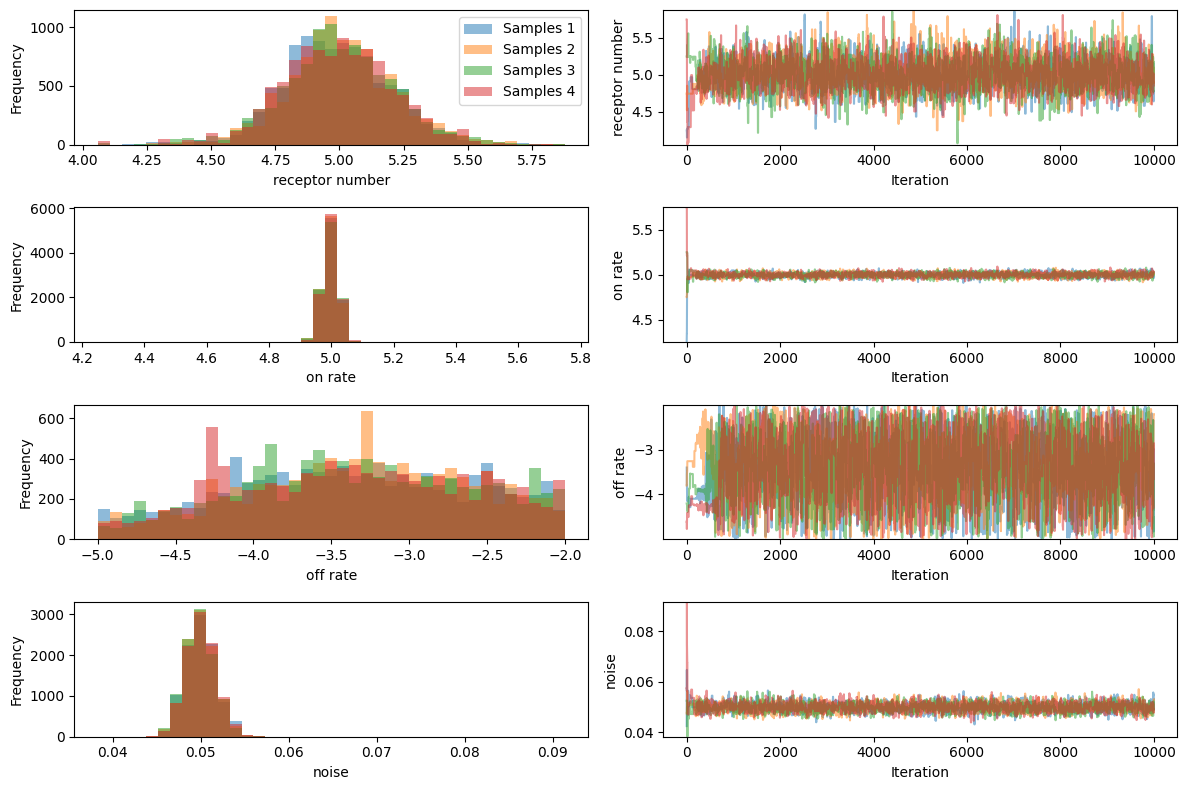 Frequency
1000
500
0
4.00 4.25 4.50 4.75 5.00 5.25 5.50 5.75
receptor number
Samples 1
Samples 2
Samples 3
Samples 4
receptor number
5.5
5.0
4.5
0 2000 4000 6000 8000 10000
Iteration
Frequency
6000
4000
2000
0
4.2 4.4 4.6 4.8 5.0 5.2 5.4 5.6 5.8
on rate
on rate
5.5
5.0
4.5
0 2000 4000 6000 8000 10000
Iteration
Frequency
600
400
200
0
−5.0 −4.5 −4.0 −3.5 −3.0 −2.5 −2.0
off rate
off rate
−3
−4
0 2000 4000 6000 8000 10000
Iteration
Frequency
3000
2000
1000
0
0.04 0.05 0.06 0.07 0.08 0.09
noise
noise
0.08
0.06
0.04
0 2000 4000 6000 8000 10000
Iteration